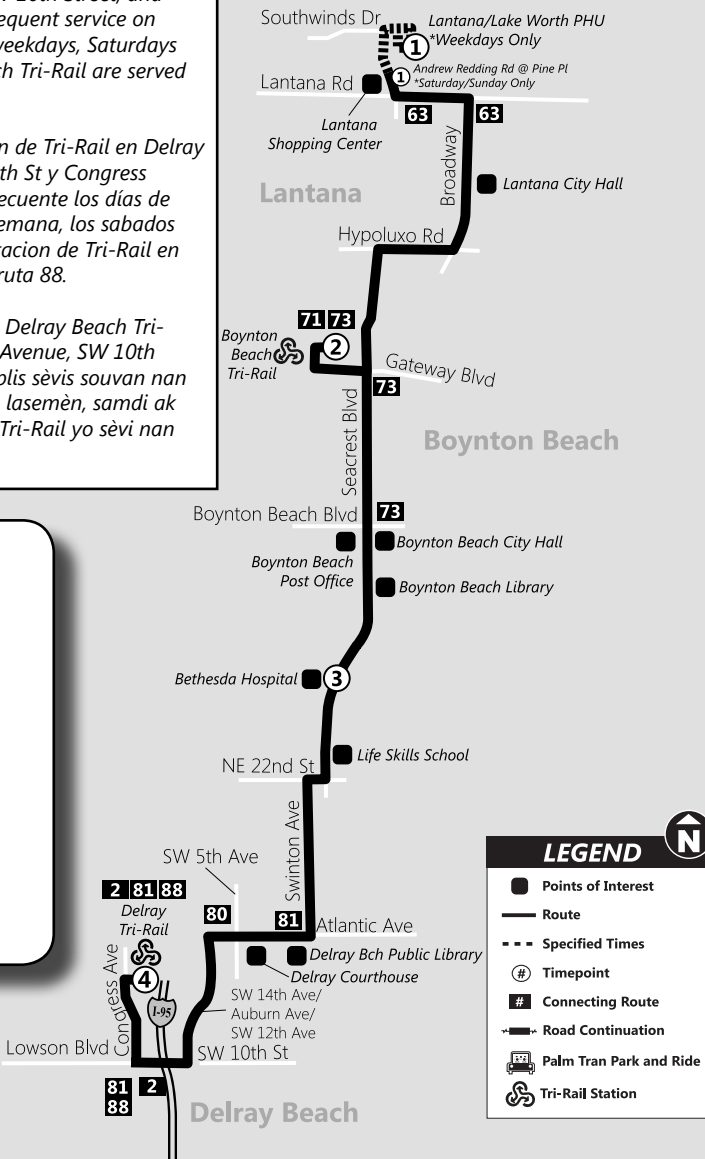 10th Street, and
equent service on
weekdays, Saturdays
ch Tri-Rail are served
n de Tri-Rail en Delray
th St y Congress
ecuente los días de
emana, los sabados
tacion de Tri-Rail en
ruta 88.
Delray Beach Tri-
Avenue, SW 10th
olis sèvis souvan nan
lasemèn, samdi ak
Tri-Rail yo sèvi nan
Southwinds Dr
Lantana/Lake Worth PHU
*Weekdays Only
1
1
Andrew Redding Rd @ Pine Pl
*Saturday/Sunday Only
Lantana Rd
63
63
Lantana
Shopping Center
Broadway
Lantana
Lantana City Hall
Hypoluxo Rd
71 73
2
Boynton
Beach
Tri-Rail
Gateway Blvd
73
Seacrest Blvd
Boynton Beach
Boynton Beach Blvd
73
Boynton Beach City Hall
Boynton Beach
Post Office
Boynton Beach Library
Bethesda Hospital
3
Life Skills School
NE 22nd St
Swinton Ave
SW 5th Ave
2 81 88
Delray
Tri-Rail
80
81
Atlantic Ave
Delray Bch Public Library
Delray Courthouse
Congress Ave
4
I-95
SW 14th Ave/
Auburn Ave/
SW 12th Ave
Lowson Blvd
SW 10th St
81
88
2
Delray Beach
N
LEGEND
Points of Interest
Route
Specified Times
# Timepoint
# Connecting Route
Road Continuation
Palm Tran Park and Ride
Tri-Rail Station